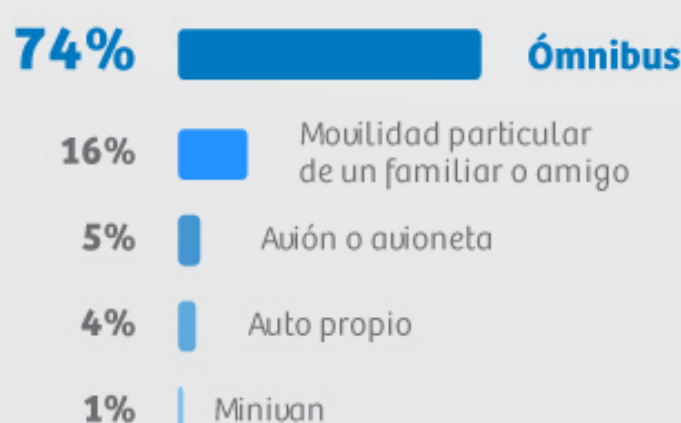 74% Ómnibus
16% Movilidad particular
de un familiar o amigo
5% Avión o avioneta
4% Auto propio
1% Minivan